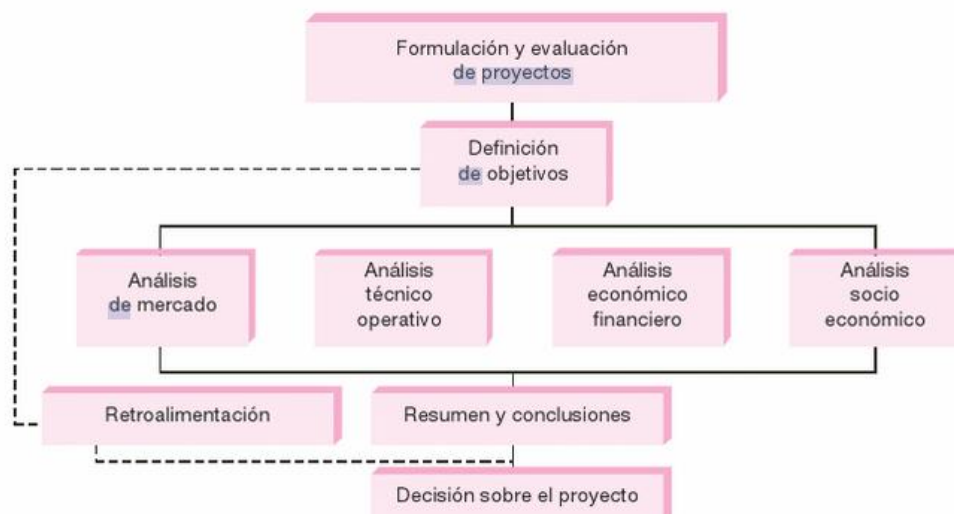 Formulación y evaluación
de proyectos
Definición
de objetivos
Análisis
de mercado
Análisis
técnico
operativo
Análisis
económico
financiero
Análisis
socio
económico
Retroalimentación
Resumen y conclusiones
Decisión sobre el proyecto